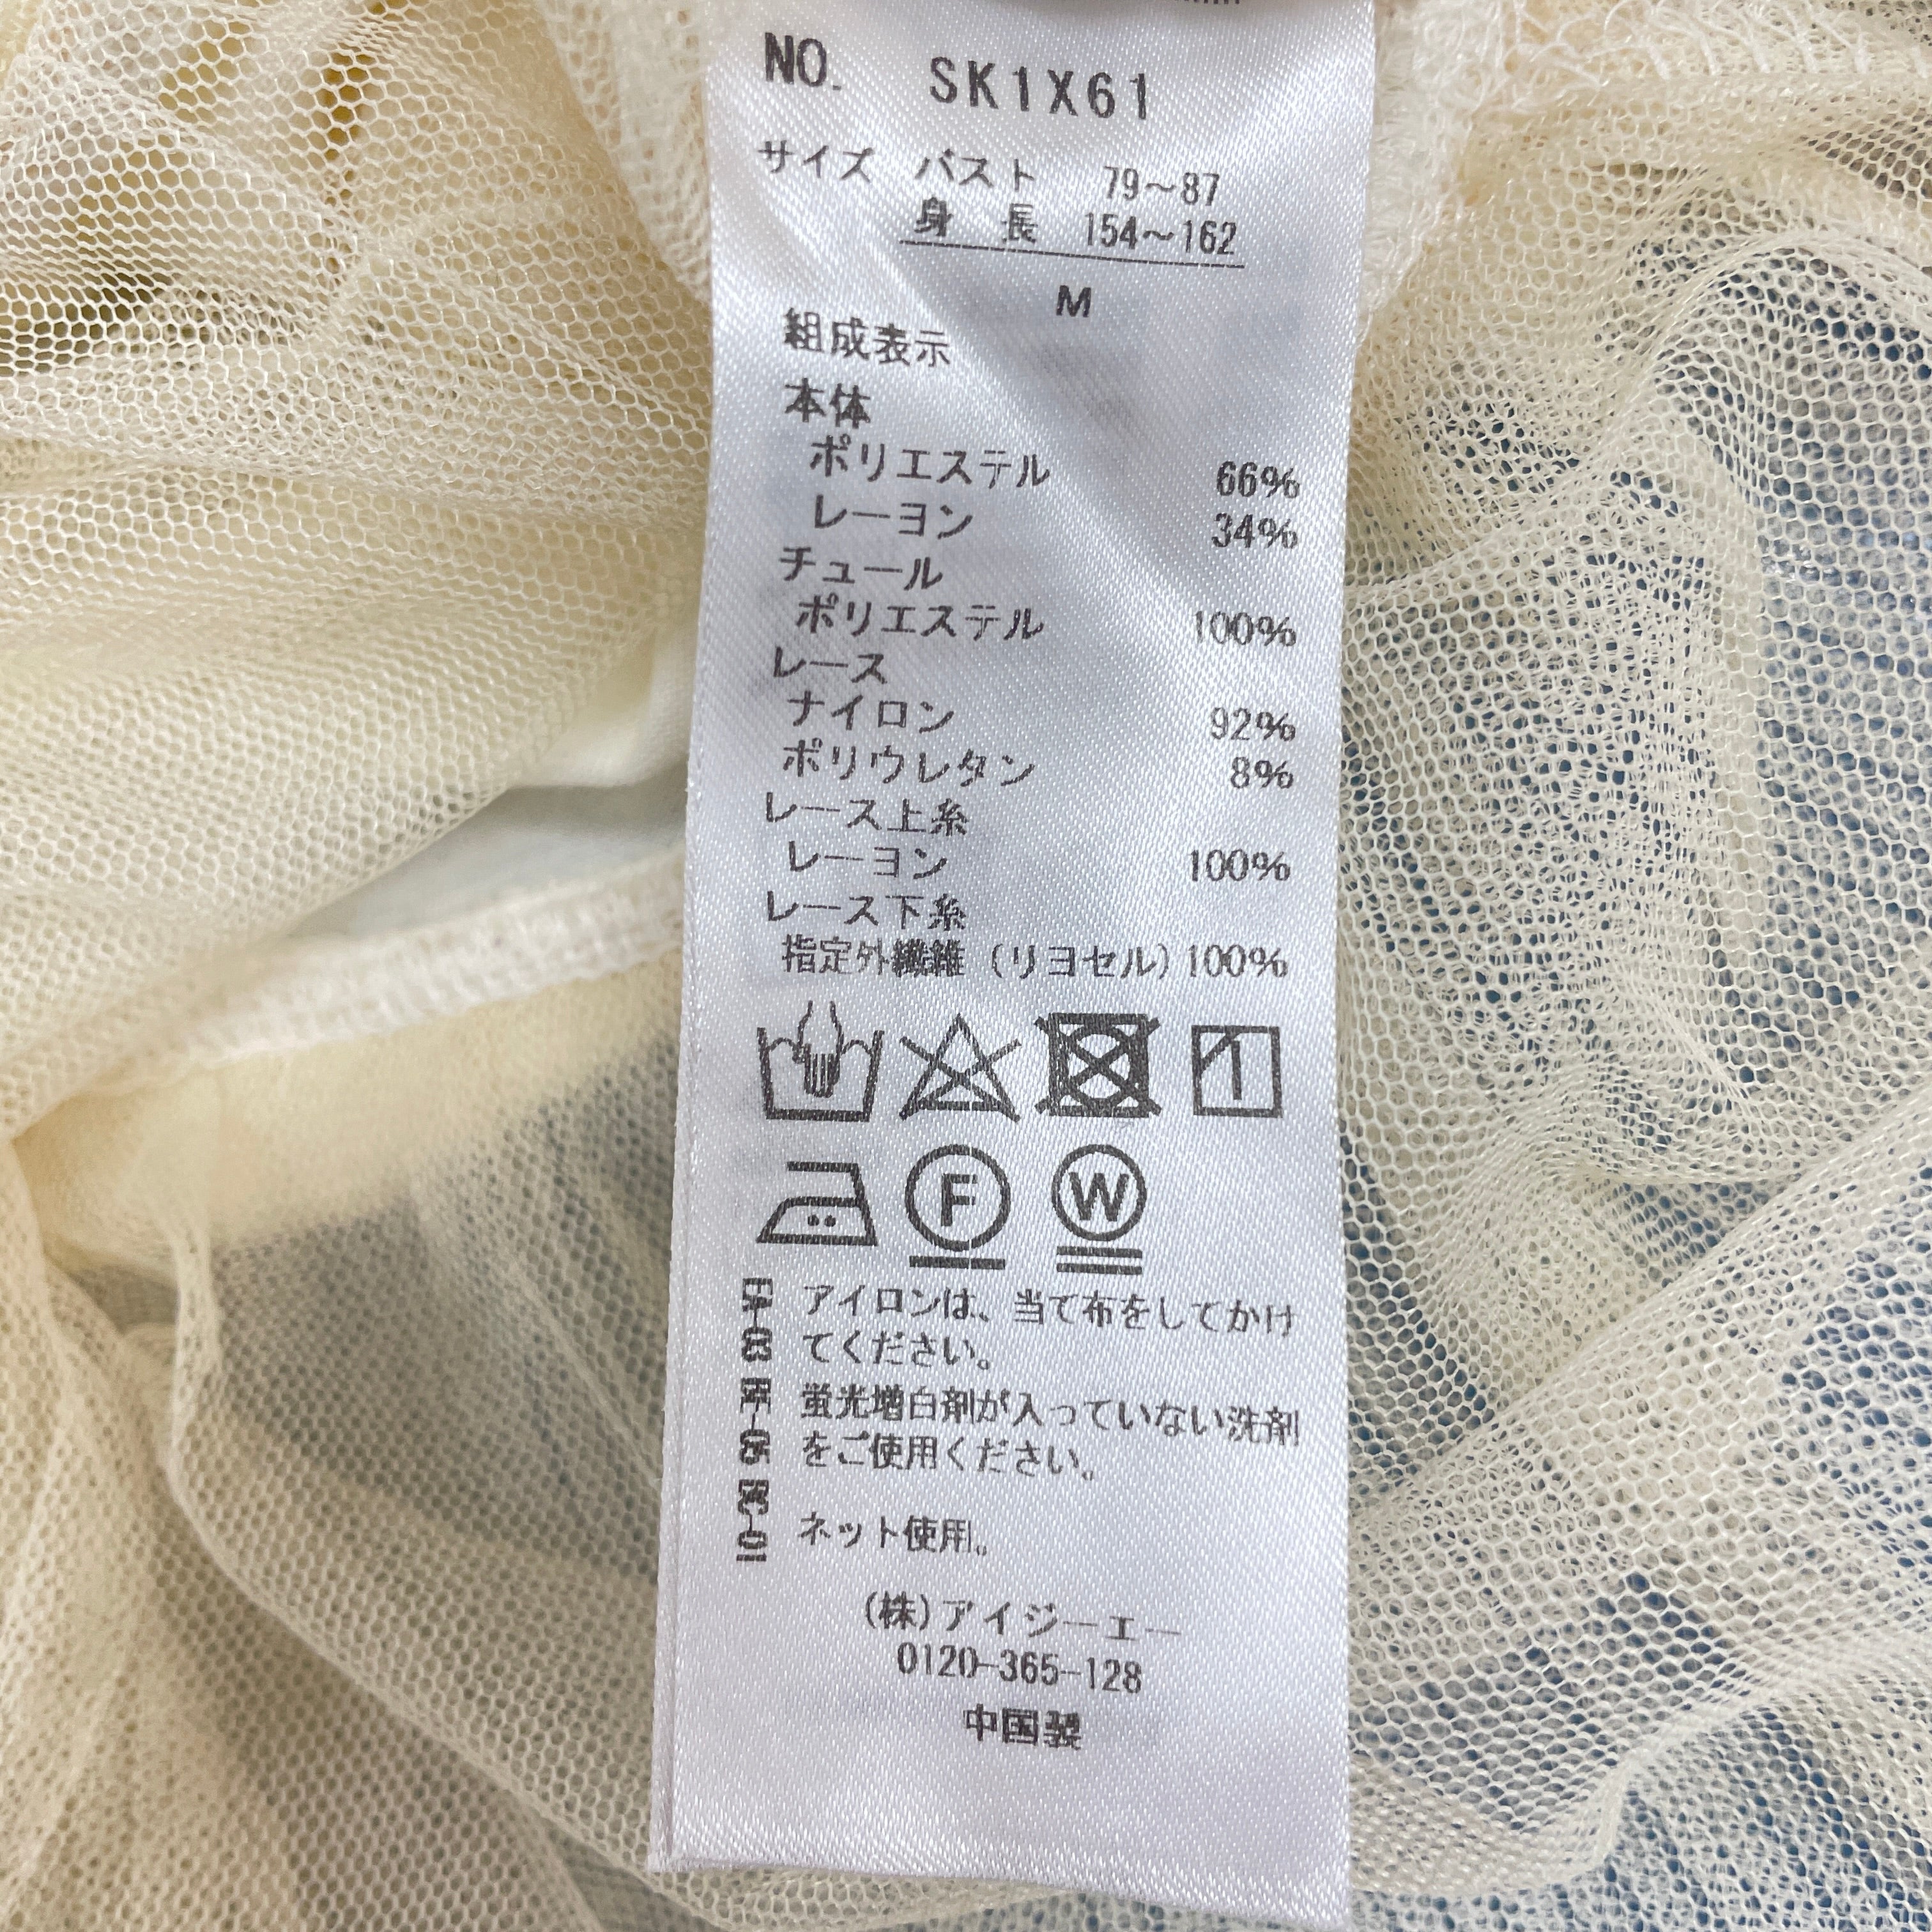 NO. SK1X61
サイズ バスト 79～87
身 長 154～162
M
組成表示
本体
ポリエステル 66%
レーヨン 34%
チュール
ポリエステル 100%
レース
ナイロン 92%
ポリウレタン 8%
レース上糸
レーヨン 100%
レース下糸
指定外繊維（リヨセル）100%
F W
アイロンは、当て布をしてかけ
てください。
蛍光増白剤が入っていない洗剤
をご使用ください。
ネット使用。
(株)アイジーエー
0120-365-128
中国製